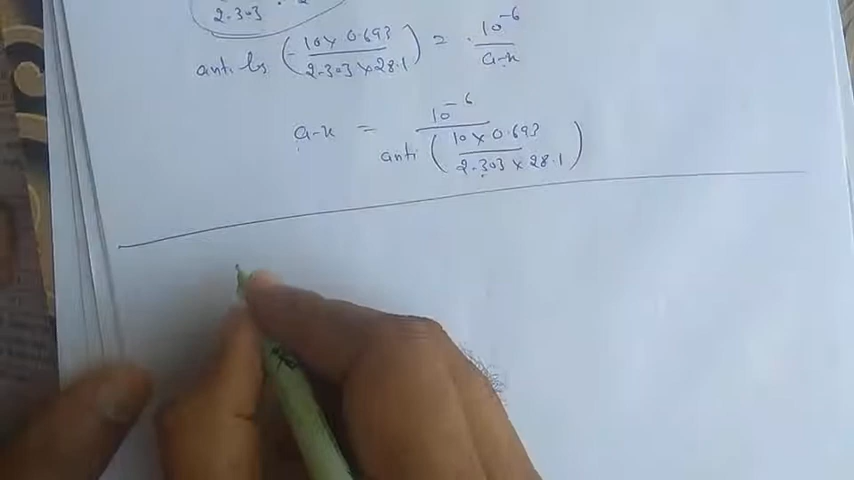 2.303
anti log (10 x 0.693 / 2.303 x 28.1) = 10^-6 / a-x
a-x = 10^-6 / anti (10 x 0.693 / 2.303 x 28.1)